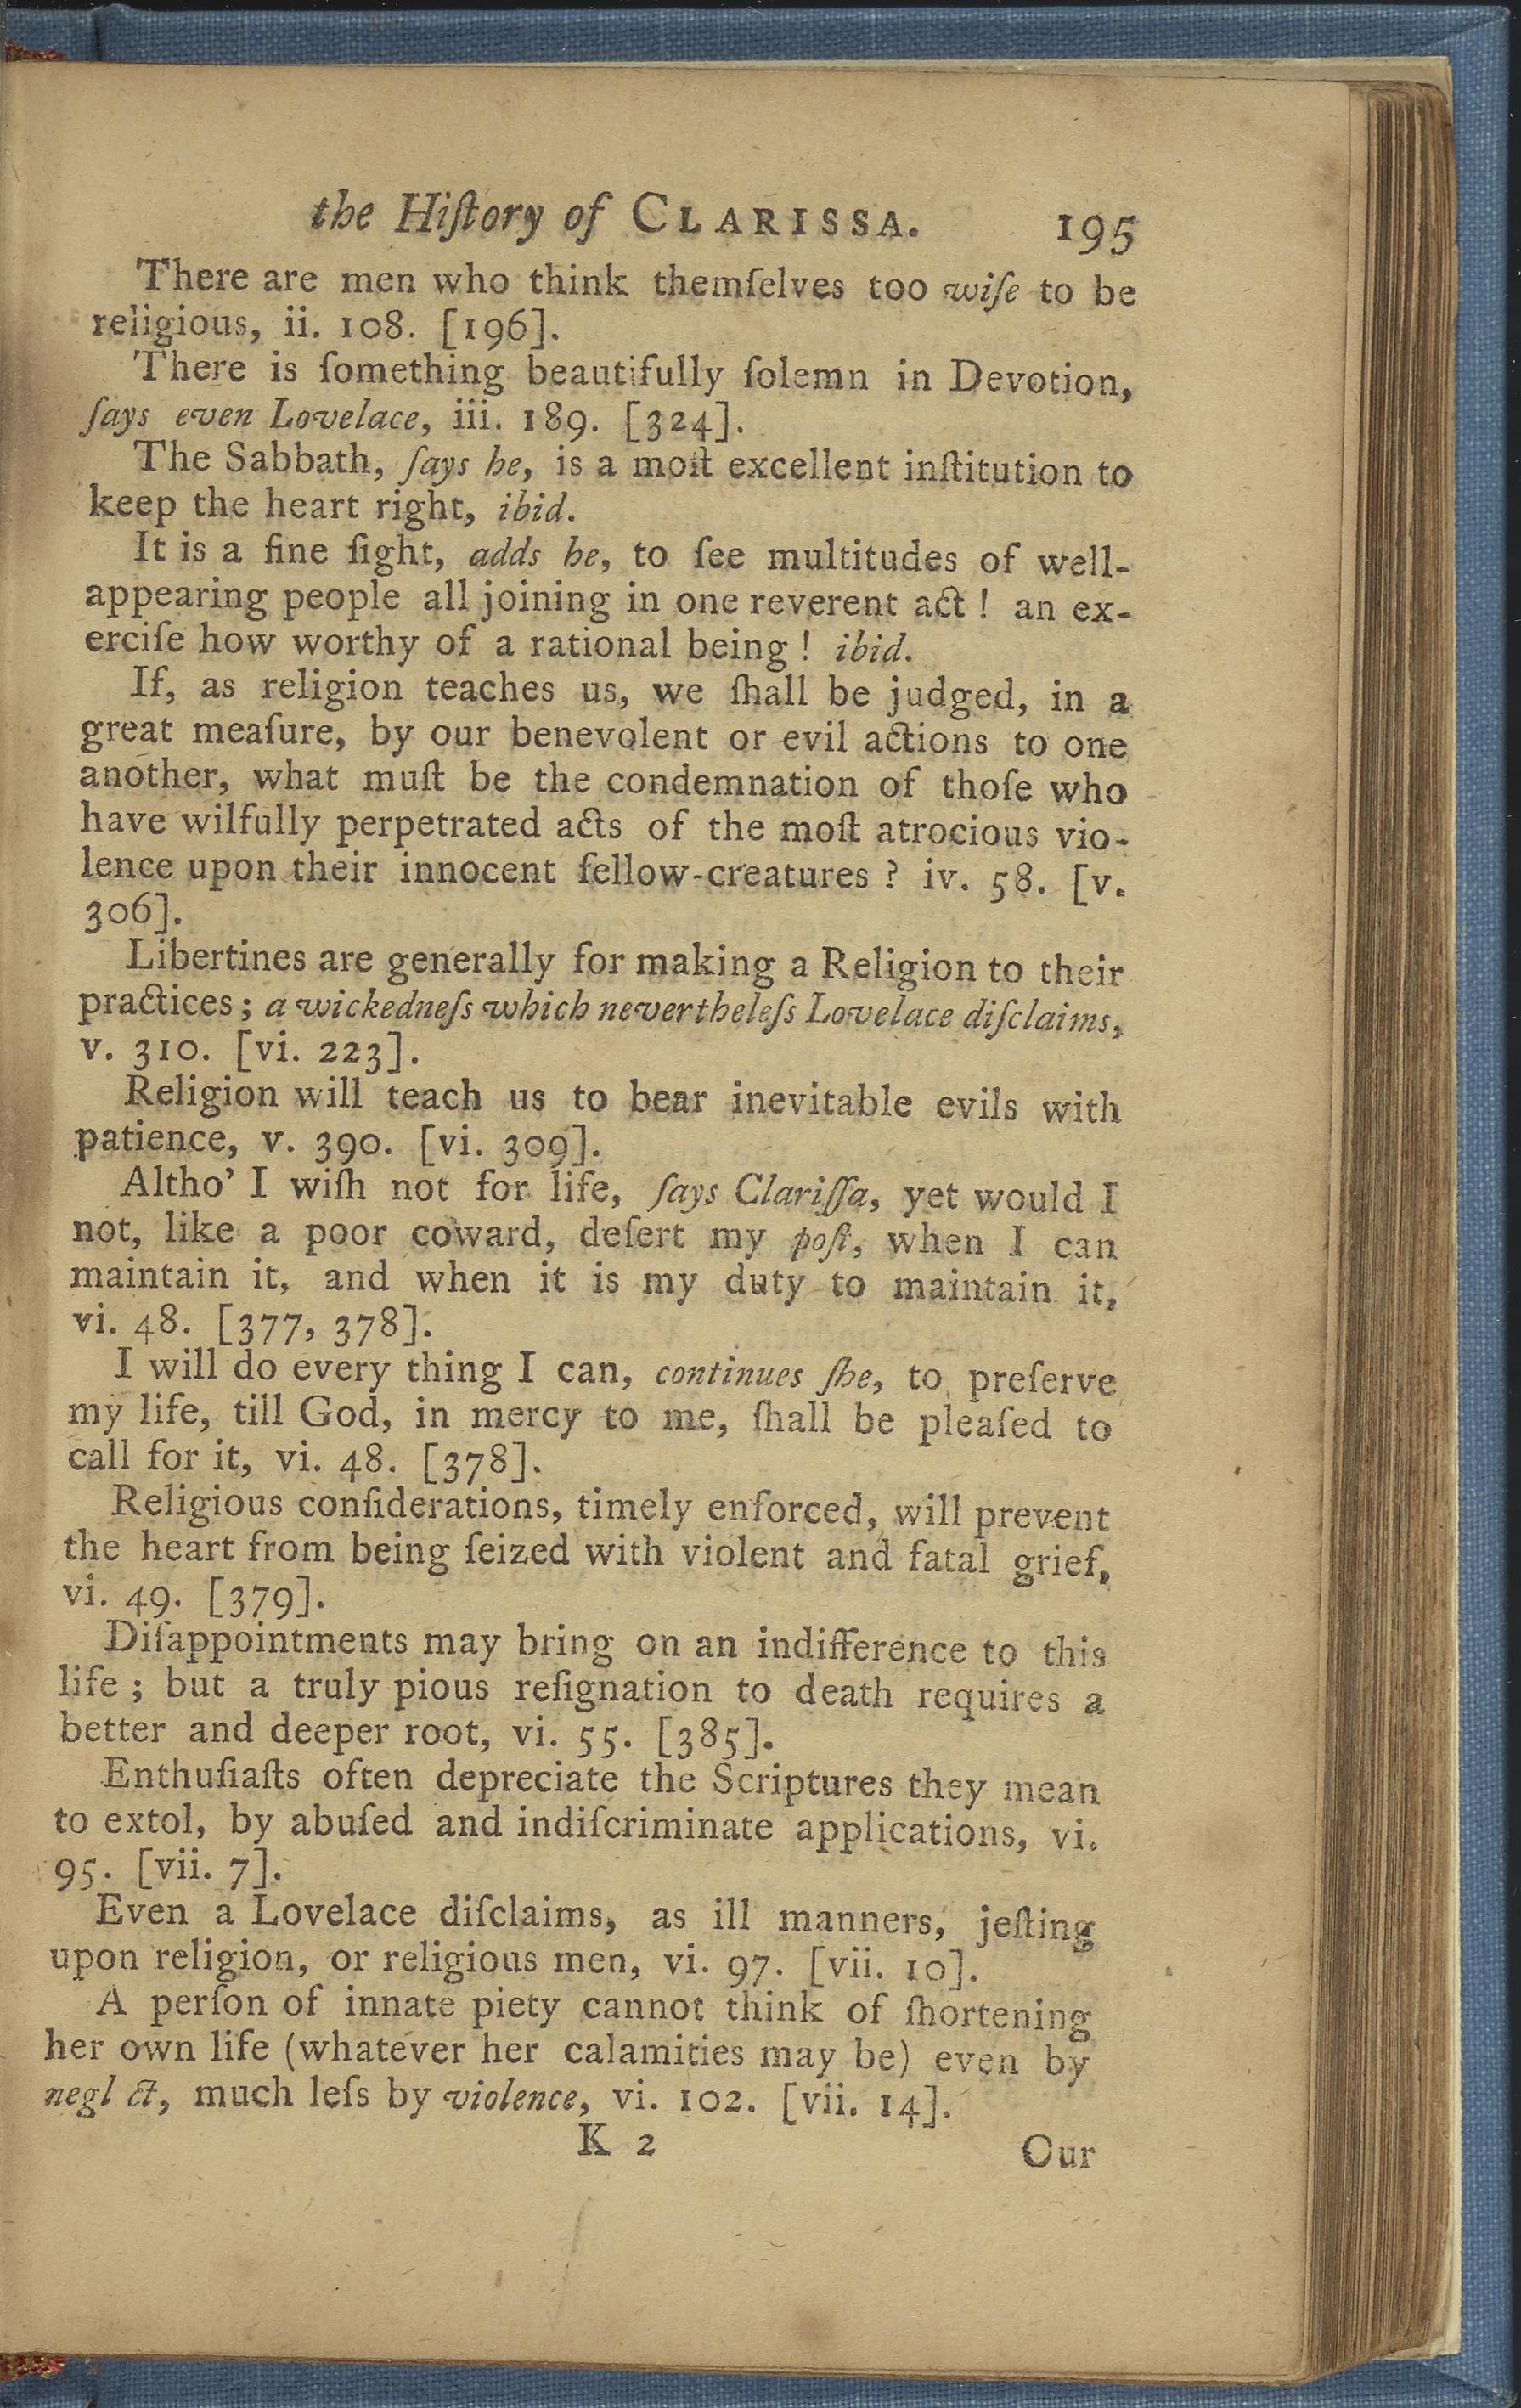 the Hiſtory of CLARISSA. 195
There are men who think themſelves too wiſe to be
religious, ii. 108. [196].
There is ſomething beautifully ſolemn in Devotion,
ſays even Lovelace, iii. 189. [324].
The Sabbath, ſays he, is a moſt excellent inſtitution to
keep the heart right, ibid.
It is a fine ſight, adds he, to ſee multitudes of well-
appearing people all joining in one reverent act! an ex-
erciſe how worthy of a rational being! ibid.
If, as religion teaches us, we ſhall be judged, in a
great meaſure, by our benevolent or evil actions to one
another, what muſt be the condemnation of thoſe who
have wilfully perpetrated acts of the moſt atrocious vio-
lence upon their innocent fellow-creatures? iv. 58. [v.
306].
Libertines are generally for making a Religion to their
practices; a wickedneſs which nevertheleſs Lovelace diſclaims,
v. 310. [vi. 223].
Religion will teach us to bear inevitable evils with
patience, v. 390. [vi. 309].
Altho' I wiſh not for life, ſays Clariſſa, yet would I
not, like a poor coward, deſert my poſt, when I can
maintain it, and when it is my duty to maintain it,
vi. 48. [377, 378].
I will do every thing I can, continues ſhe, to preſerve
my life, till God, in mercy to me, ſhall be pleaſed to
call for it, vi. 48. [378].
Religious conſiderations, timely enforced, will prevent
the heart from being ſeized with violent and fatal grief,
vi. 49. [379].
Diſappointments may bring on an indifference to this
life; but a truly pious reſignation to death requires a
better and deeper root, vi. 55. [385].
Enthuſiaſts often depreciate the Scriptures they mean
to extol, by abuſed and indiſcriminate applications, vi.
95. [vii. 7].
Even a Lovelace diſclaims, as ill manners, jeſting
upon religion, or religious men, vi. 97. [vii. 10].
A perſon of innate piety cannot think of ſhortening
her own life (whatever her calamities may be) even by
negl ct, much leſs by violence, vi. 102. [vii. 14].
K 2 Our